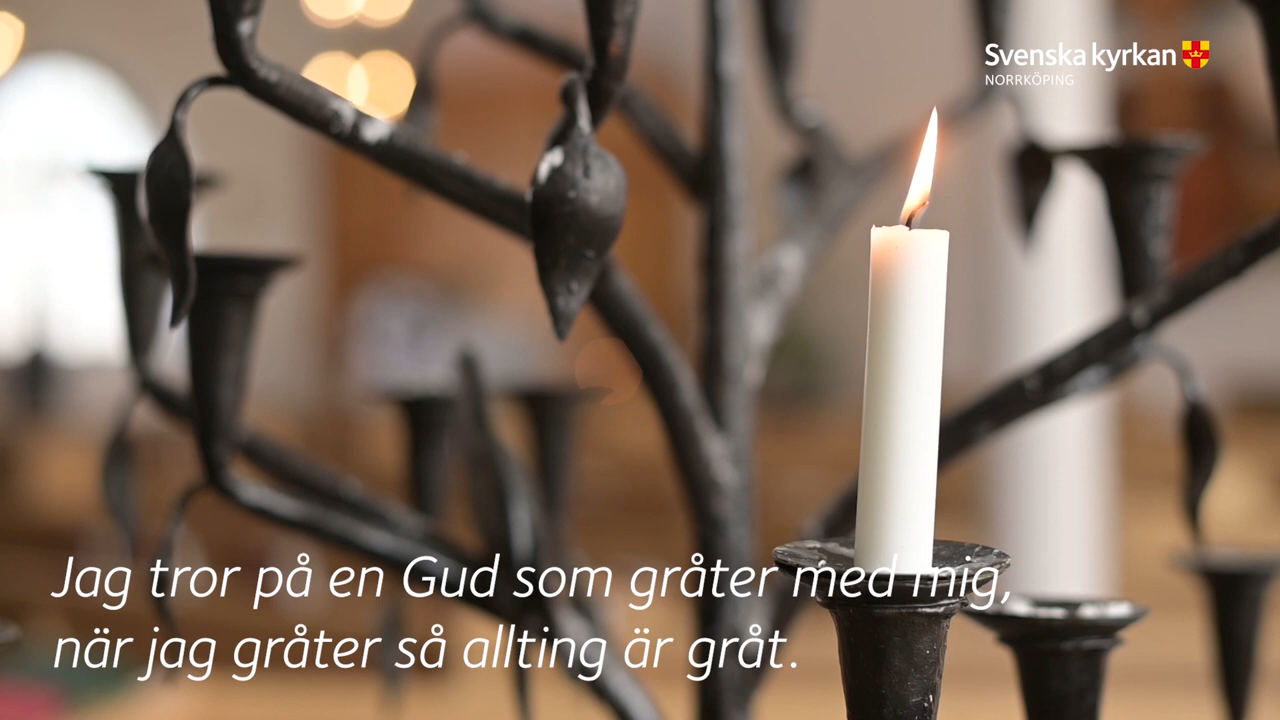 Svenska kyrkan
NORRKÖPING
Jag tror på en Gud som gråter med mig,
när jag gråter så allting är gråt.